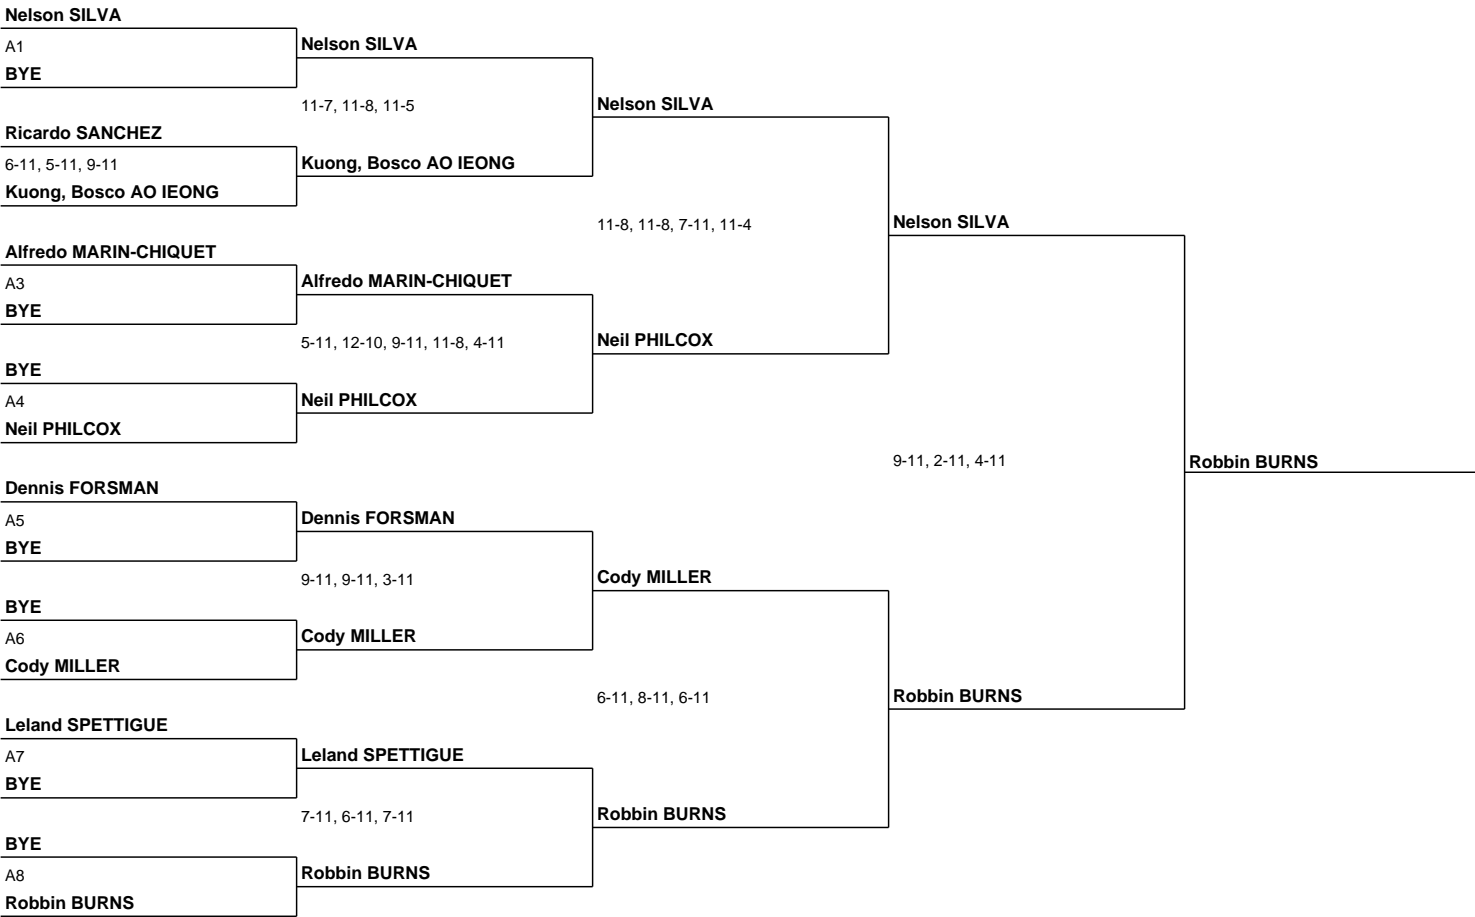 Nelson SILVA
A1
BYE
Ricardo SANCHEZ
6-11, 5-11, 9-11
Kuong, Bosco AO IEONG
Alfredo MARIN-CHIQUET
A3
BYE
BYE
A4
Neil PHILCOX
Dennis FORSMAN
A5
BYE
BYE
A6
Cody MILLER
Leland SPETTIGUE
A7
BYE
BYE
A8
Robbin BURNS
Nelson SILVA
11-7, 11-8, 11-5
Kuong, Bosco AO IEONG
Alfredo MARIN-CHIQUET
5-11, 12-10, 9-11, 11-8, 4-11
Neil PHILCOX
Dennis FORSMAN
9-11, 9-11, 3-11
Cody MILLER
Leland SPETTIGUE
7-11, 6-11, 7-11
Robbin BURNS
Nelson SILVA
11-8, 11-8, 7-11, 11-4
Neil PHILCOX
Cody MILLER
6-11, 8-11, 6-11
Robbin BURNS
Nelson SILVA
9-11, 2-11, 4-11
Robbin BURNS
Robbin BURNS